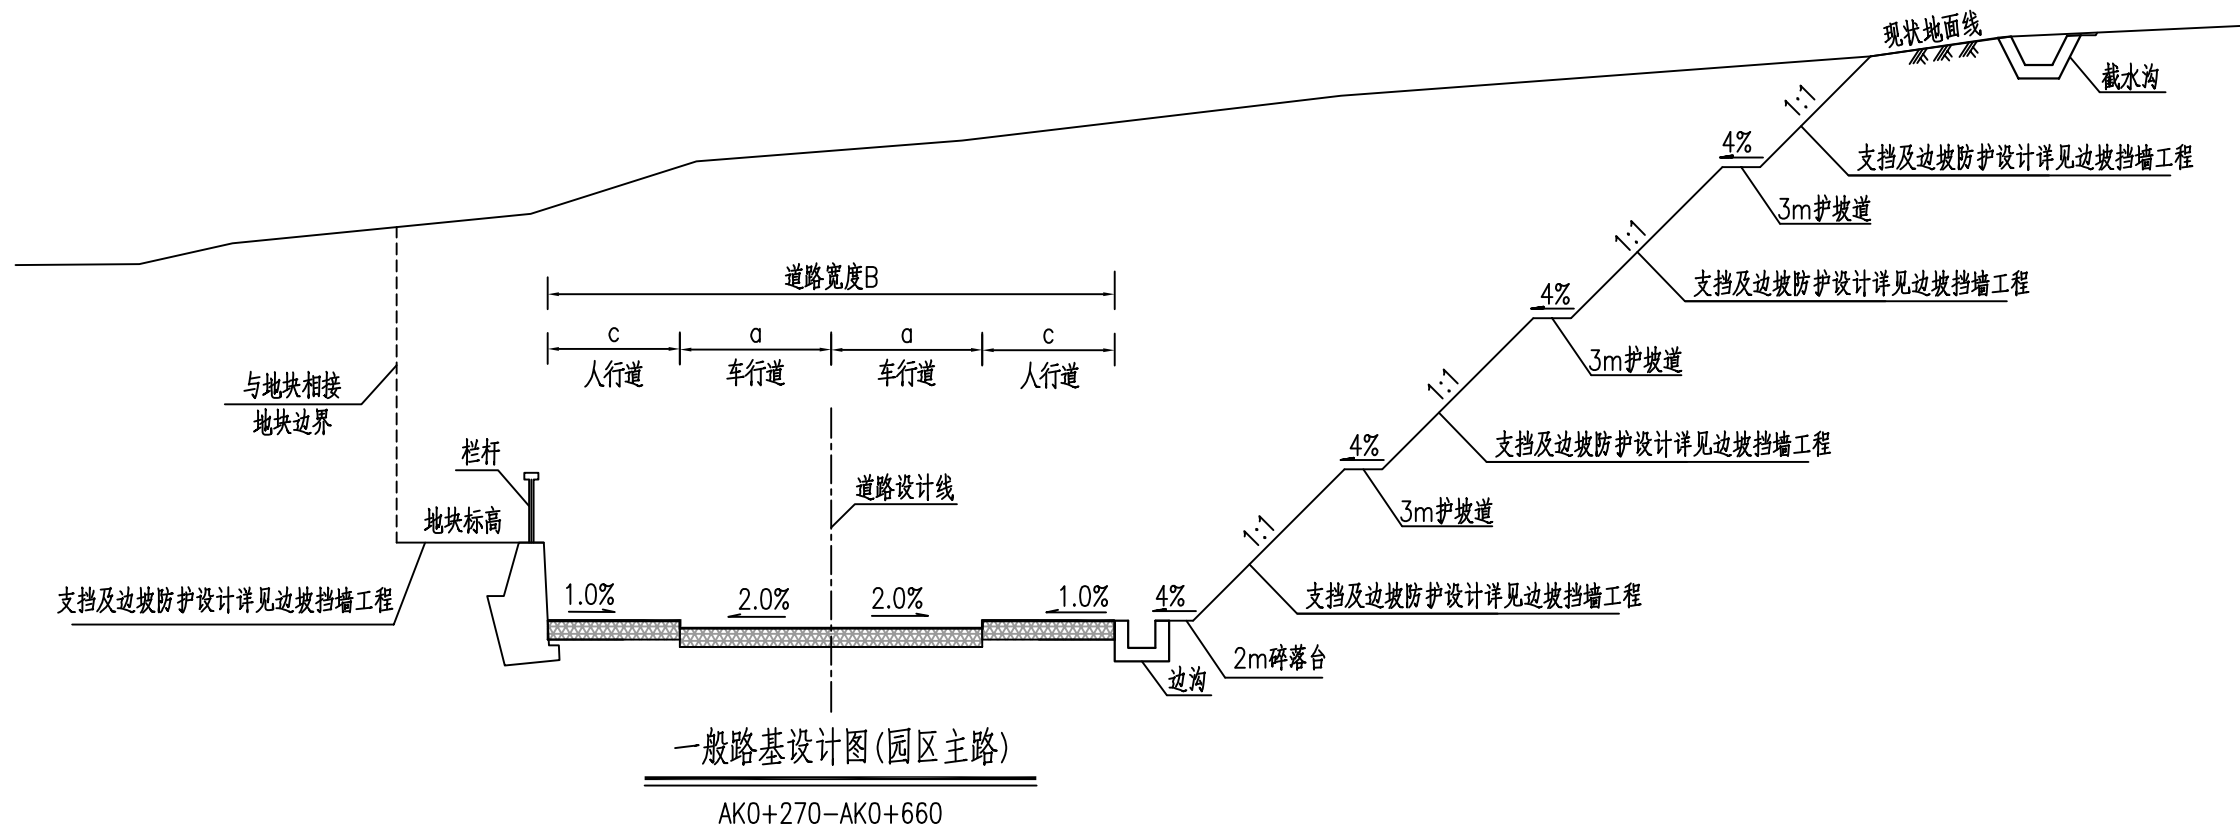 现状地面线
截水沟
1:1
4%
支挡及边坡防护设计详见边坡挡墙工程
3m护坡道
1:1
支挡及边坡防护设计详见边坡挡墙工程
4%
3m护坡道
道路宽度B
c
a
a
c
人行道
车行道
车行道
人行道
1:1
与地块相接
地块边界
支挡及边坡防护设计详见边坡挡墙工程
4%
3m护坡道
栏杆
道路设计线
地块标高
1:1
支挡及边坡防护设计详见边坡挡墙工程
1.0%
2.0%
2.0%
1.0%
4%
支挡及边坡防护设计详见边坡挡墙工程
2m碎落台
边沟
一般路基设计图(园区主路)
AK0+270-AK0+660